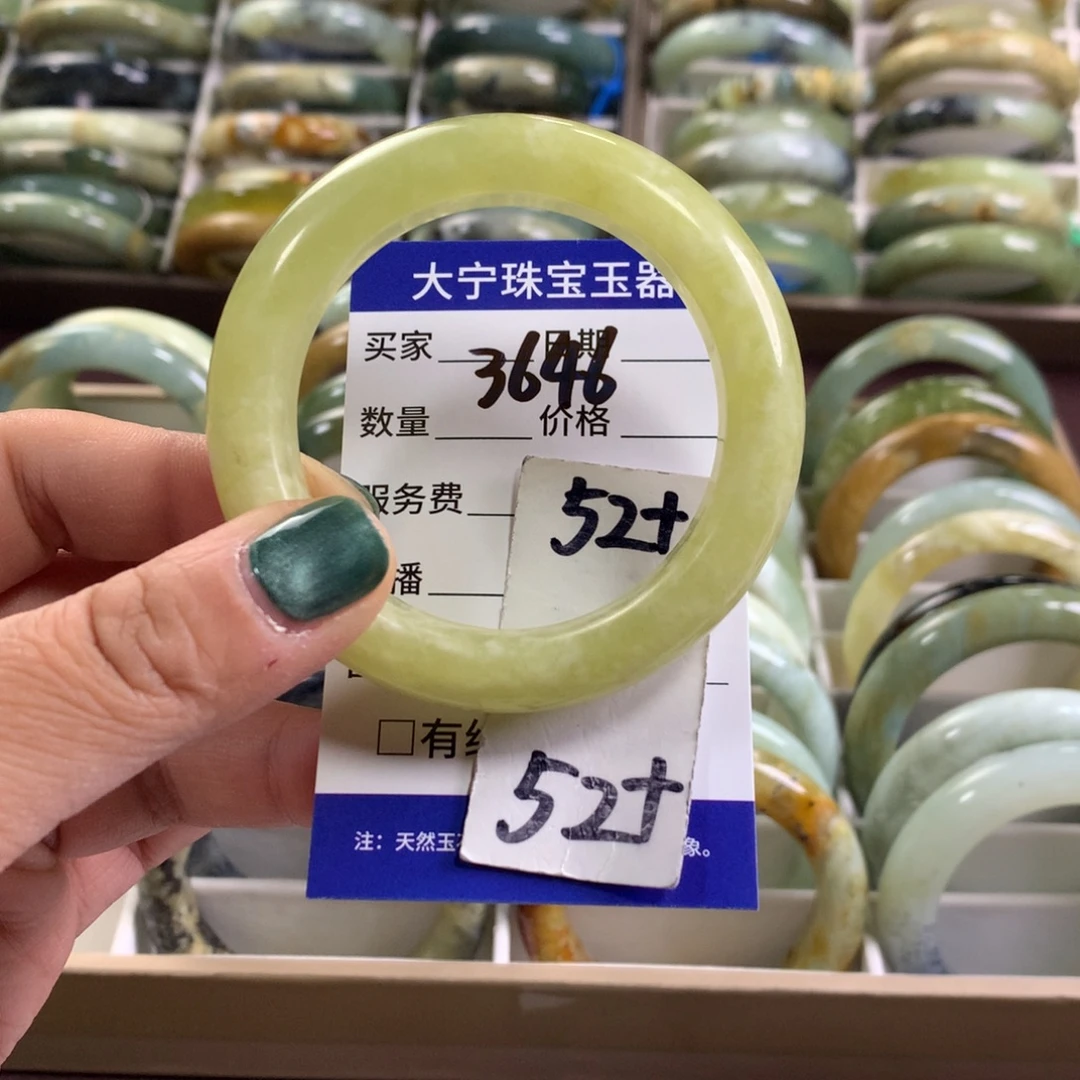 大宁珠宝玉器
买家 日期
3646
数量 价格
服务费
52+
播
□有
52+
注：天然玉 象。